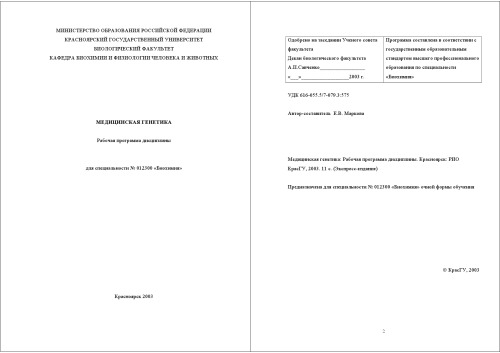 МИНИСТЕРСТВО ОБРАЗОВАНИЯ РОССИЙСКОЙ ФЕДЕРАЦИИ
КРАСНОЯРСКИЙ ГОСУДАРСТВЕННЫЙ УНИВЕРСИТЕТ
БИОЛОГИЧЕСКИЙ ФАКУЛЬТЕТ
КАФЕДРА БИОХИМИИ И ФИЗИОЛОГИИ ЧЕЛОВЕКА И ЖИВОТНЫХ
МЕДИЦИНСКАЯ ГЕНЕТИКА
Рабочая программа дисциплины
для специальности № 012300 «Биохимия»
Красноярск 2003
Одобрено на заседании Ученого совета
факультета
Декан биологического факультета
А.П.Савченко___________________
«___»____________________2003 г.
Программа составлена в соответствии с
государственным образовательным
стандартом высшего профессионального
образования по специальности
«Биохимия»
УДК 616-055.5/7-079.3:575
Автор-составитель Е.В. Маркова
Медицинская генетика: Рабочая программа дисциплины. Красноярск: РИО
КрасГУ, 2003. 11 с. (Экспресс-издание)
Предназначена для специальности № 012300 «Биохимия» очной формы обучения
© КрасГУ, 2003
2